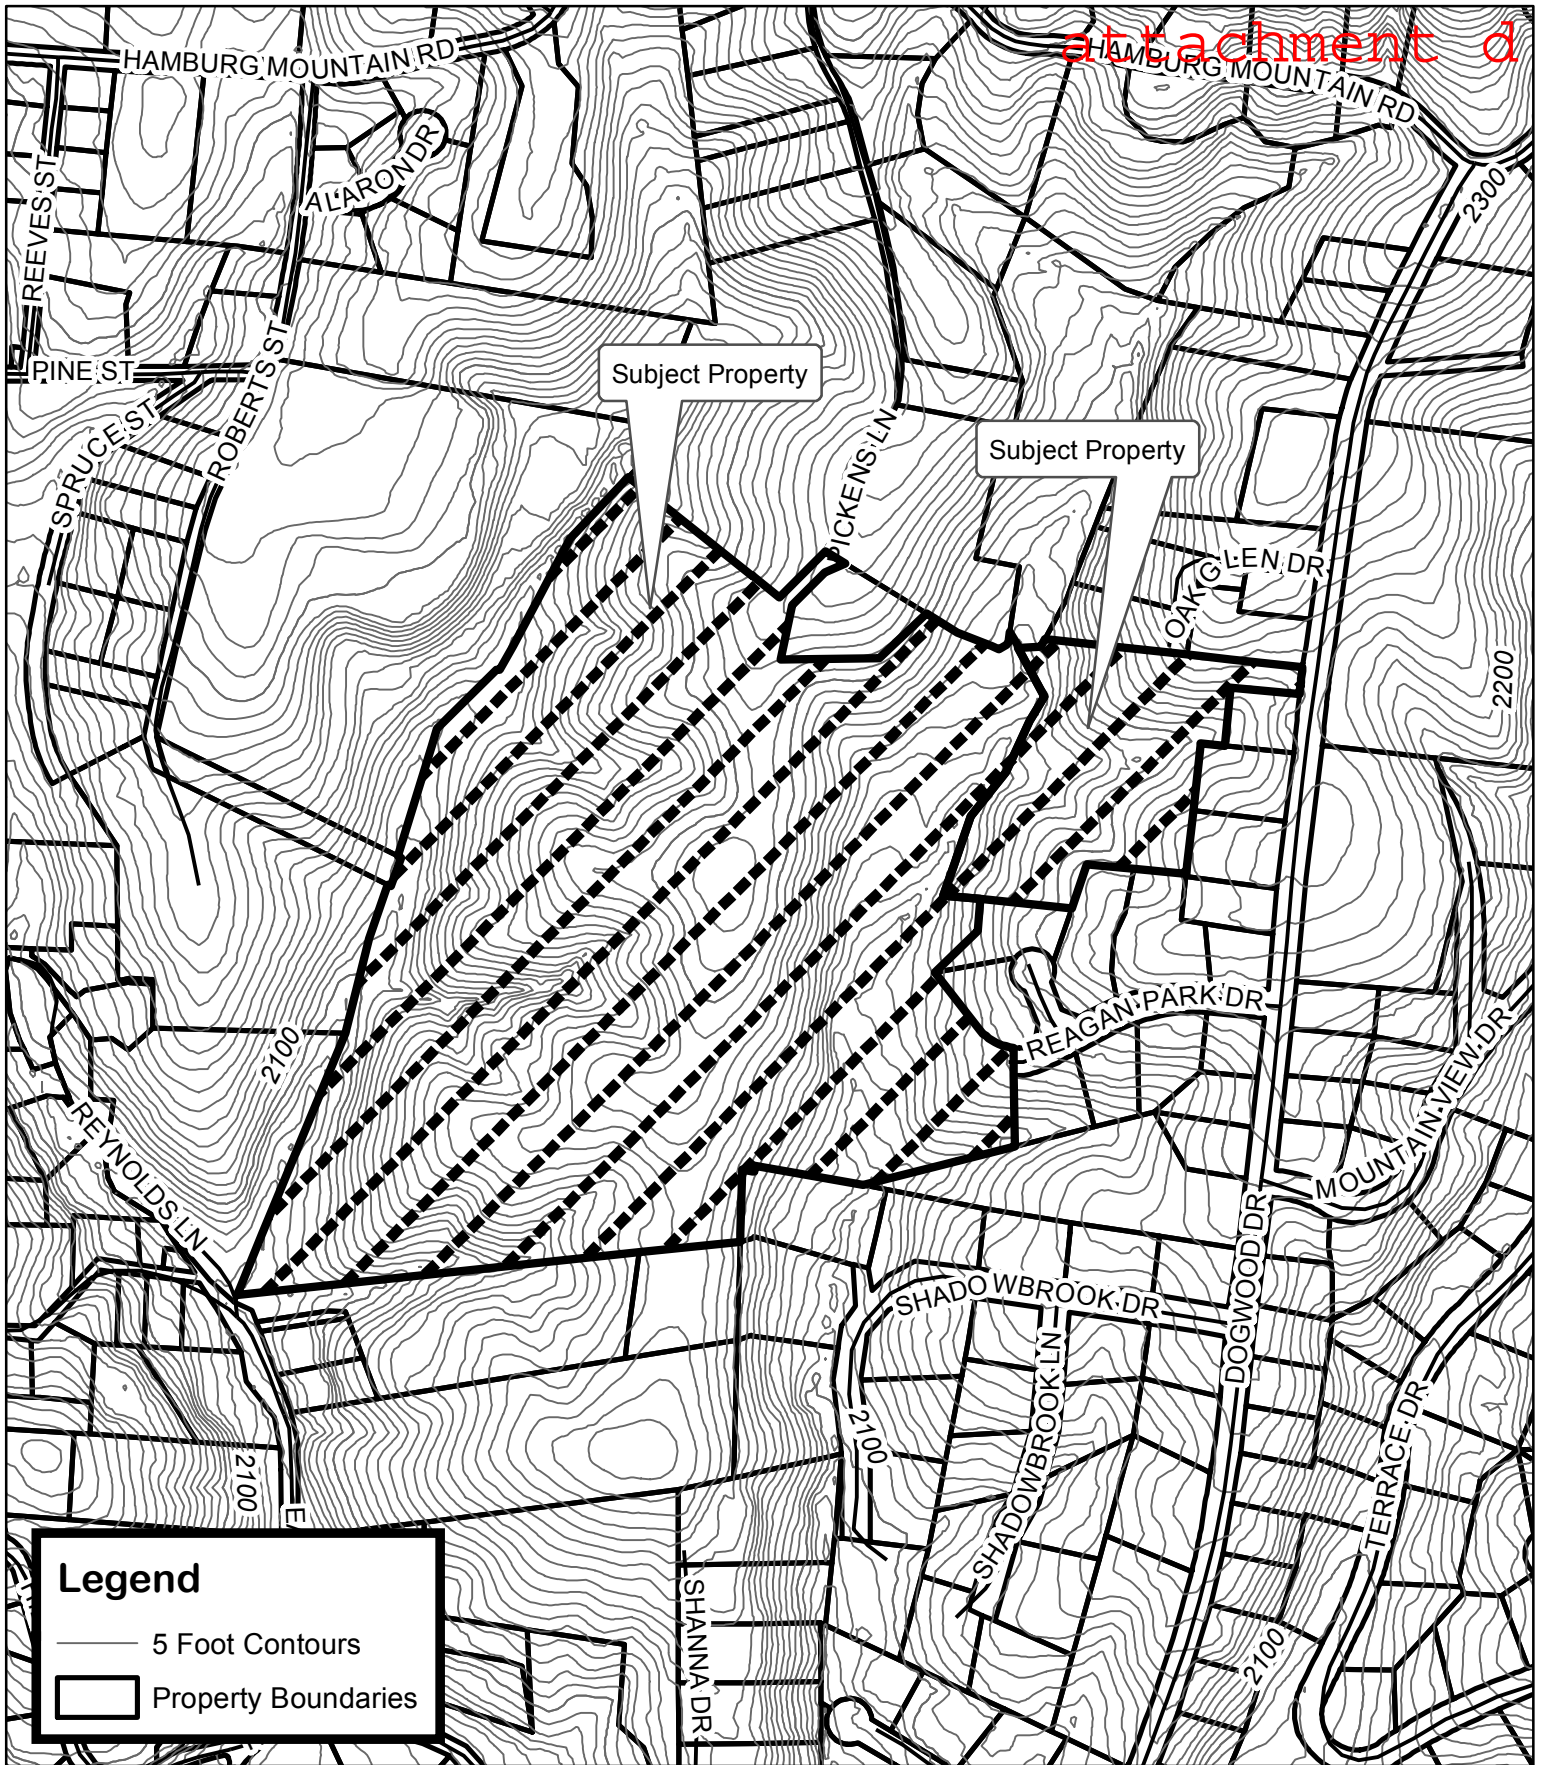 attachment d
HAMBURG MOUNTAIN RD
HAMBURG MOUNTAIN RD
ALARON DR
REEVES ST
2300
PINE ST
ROBERTS ST
SPRUCE ST
Subject Property
Subject Property
PICKENS LN
OAK GLEN DR
2200
REAGAN PARK DR
2100
MOUNTAIN VIEW DR
REYNOLDS LN
DOGWOOD DR
SHADOWBROOK DR
SHADOWBROOK LN
TERRACE DR
2100
2100
SHANNA DR
2100
Legend
5 Foot Contours
Property Boundaries